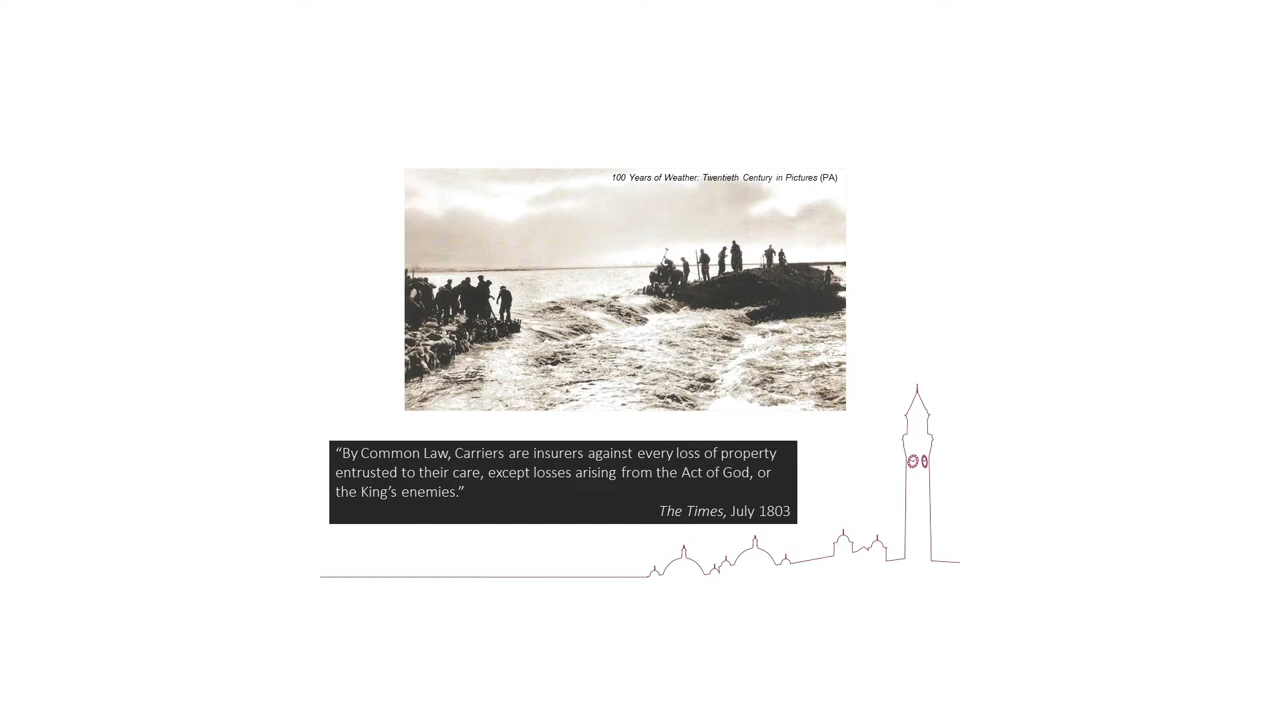 100 Years of Weather: Twentieth Century in Pictures (PA)
“By Common Law, Carriers are insurers against every loss of property
entrusted to their care, except losses arising from the Act of God, or
the King’s enemies.”
The Times, July 1803